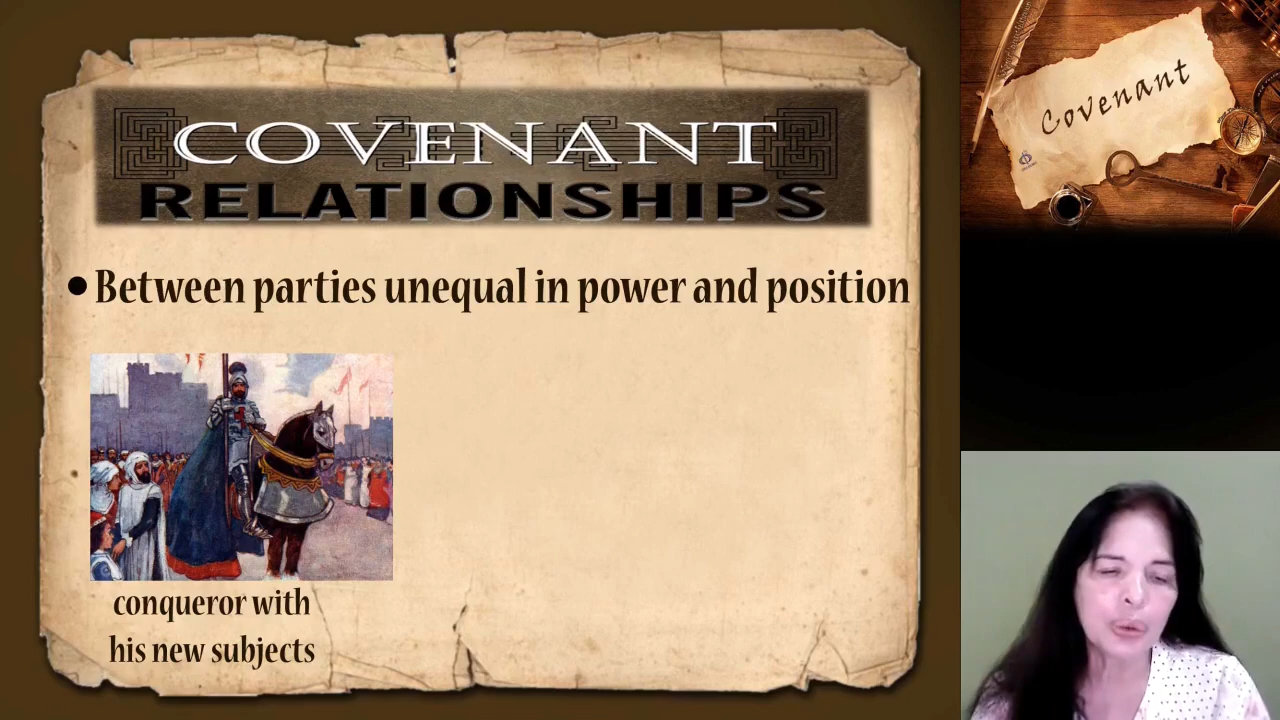 COVENANT
RELATIONSHIPS
• Between parties unequal in power and position
conqueror with
his new subjects
Covenant